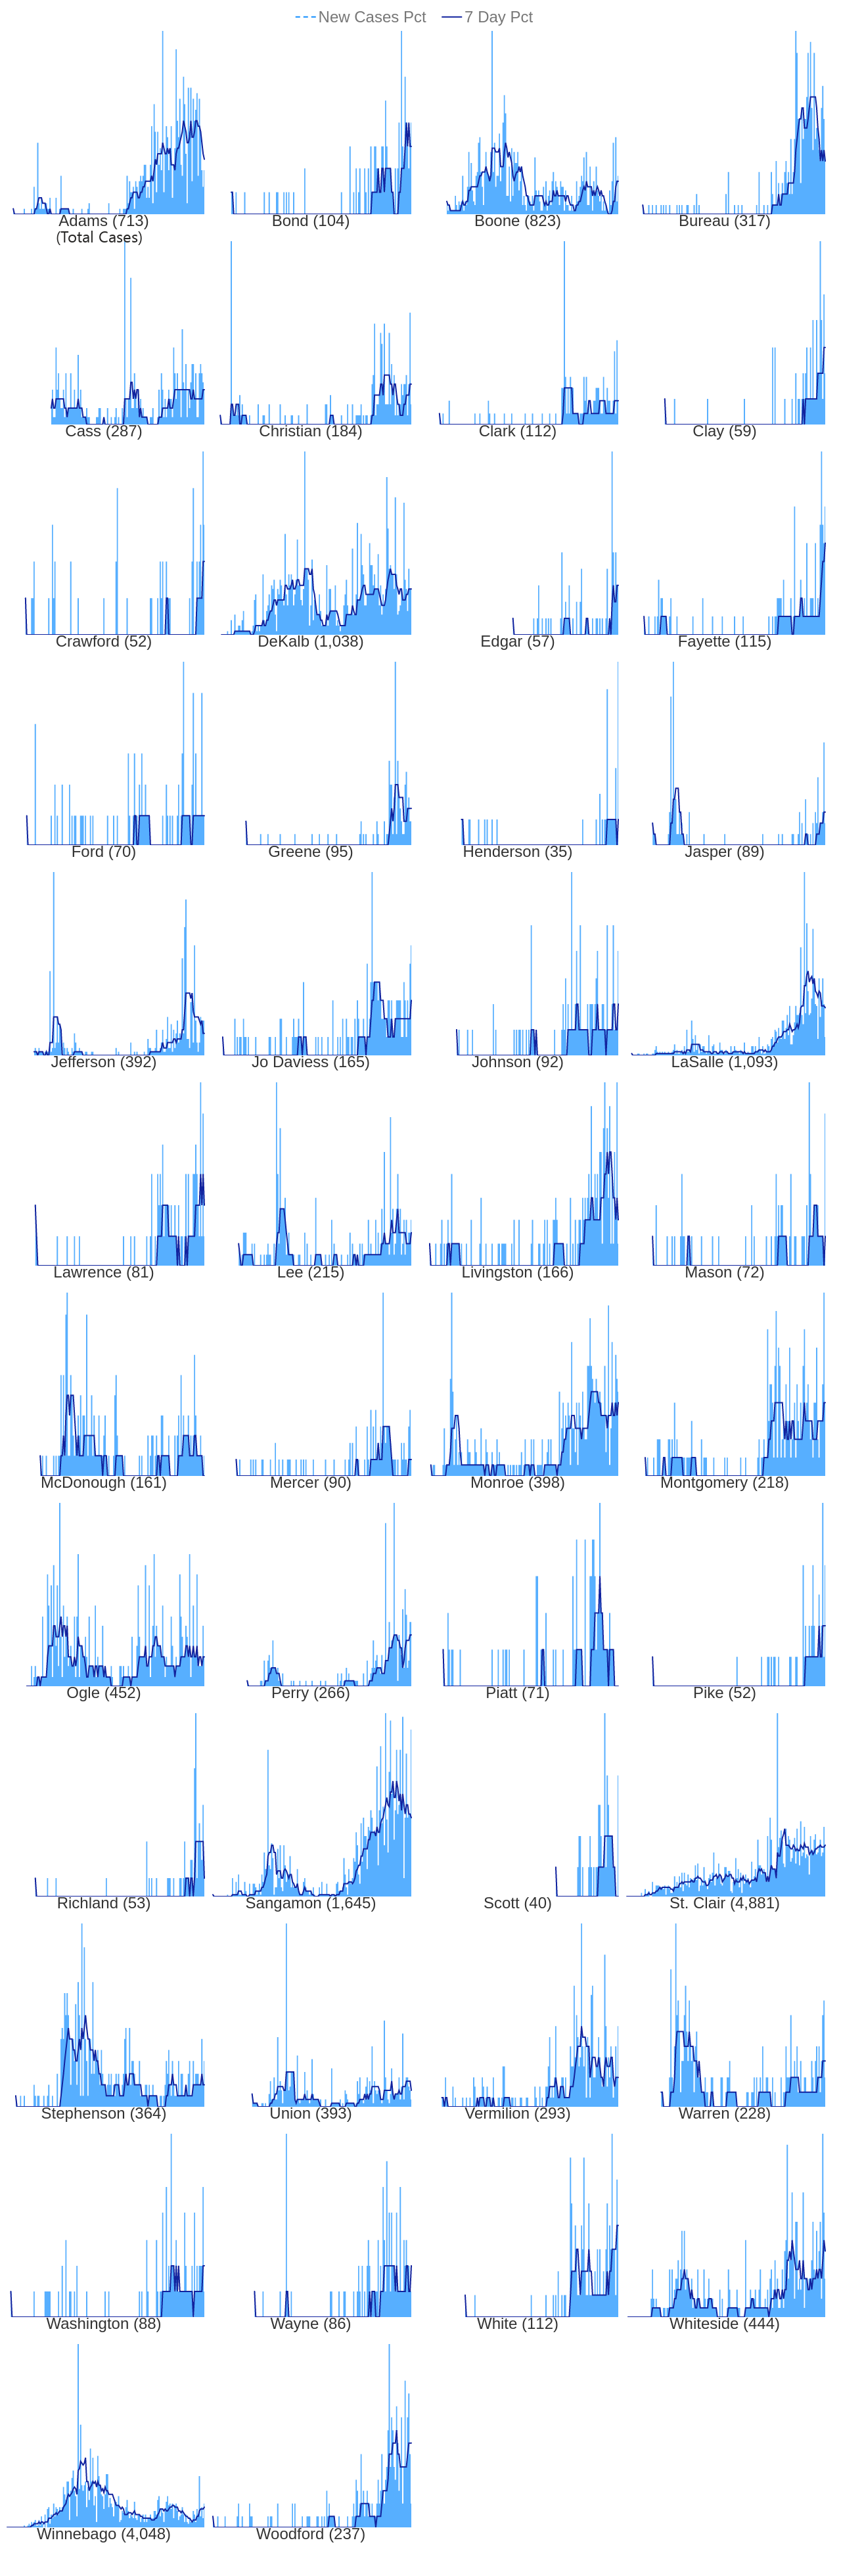 New Cases Pct 7 Day Pct
Adams (713) Bond (104) Boone (823) Bureau (317)
(Total Cases)
Cass (287) Christian (184) Clark (112) Clay (59)
Crawford (52) DeKalb (1,038) Edgar (57) Fayette (115)
Ford (70) Greene (95) Henderson (35) Jasper (89)
Jefferson (392) Jo Daviess (165) Johnson (92) LaSalle (1,093)
Lawrence (81) Lee (215) Livingston (166) Mason (72)
McDonough (161) Mercer (90) Monroe (398) Montgomery (218)
Ogle (452) Perry (266) Piatt (71) Pike (52)
Richland (53) Sangamon (1,645) Scott (40) St. Clair (4,881)
Stephenson (364) Union (393) Vermilion (293) Warren (228)
Washington (88) Wayne (86) White (112) Whiteside (444)
Winnebago (4,048) Woodford (237)